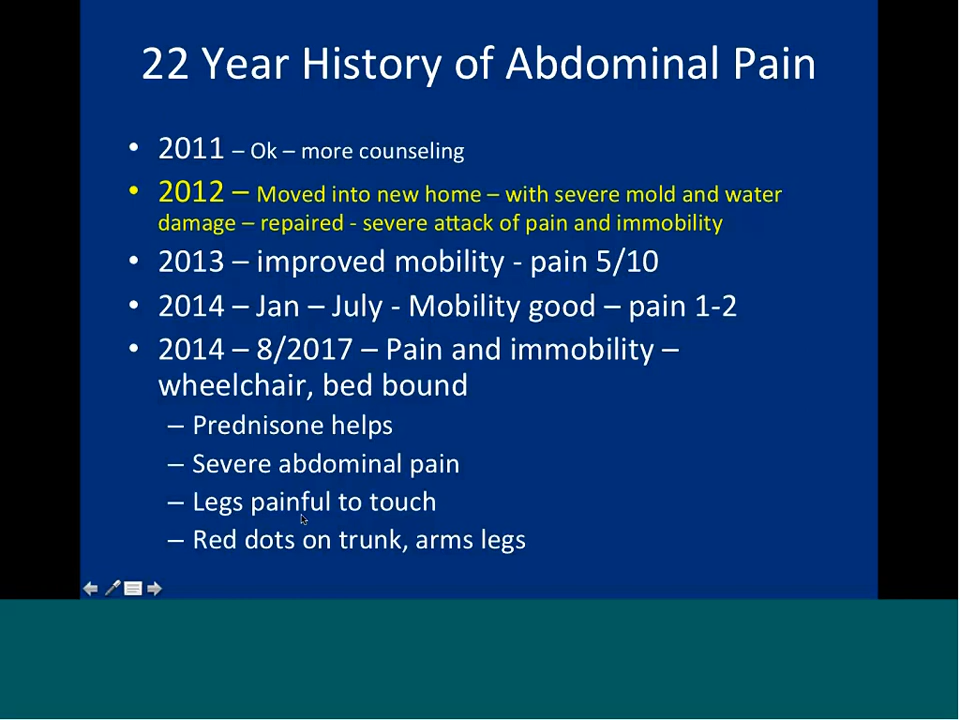 22 Year History of Abdominal Pain
• 2011 – Ok – more counseling
• 2012 – Moved into new home – with severe mold and water
damage – repaired - severe attack of pain and immobility
• 2013 – improved mobility - pain 5/10
• 2014 – Jan – July - Mobility good – pain 1-2
• 2014 – 8/2017 – Pain and immobility –
wheelchair, bed bound
– Prednisone helps
– Severe abdominal pain
– Legs painful to touch
– Red dots on trunk, arms legs